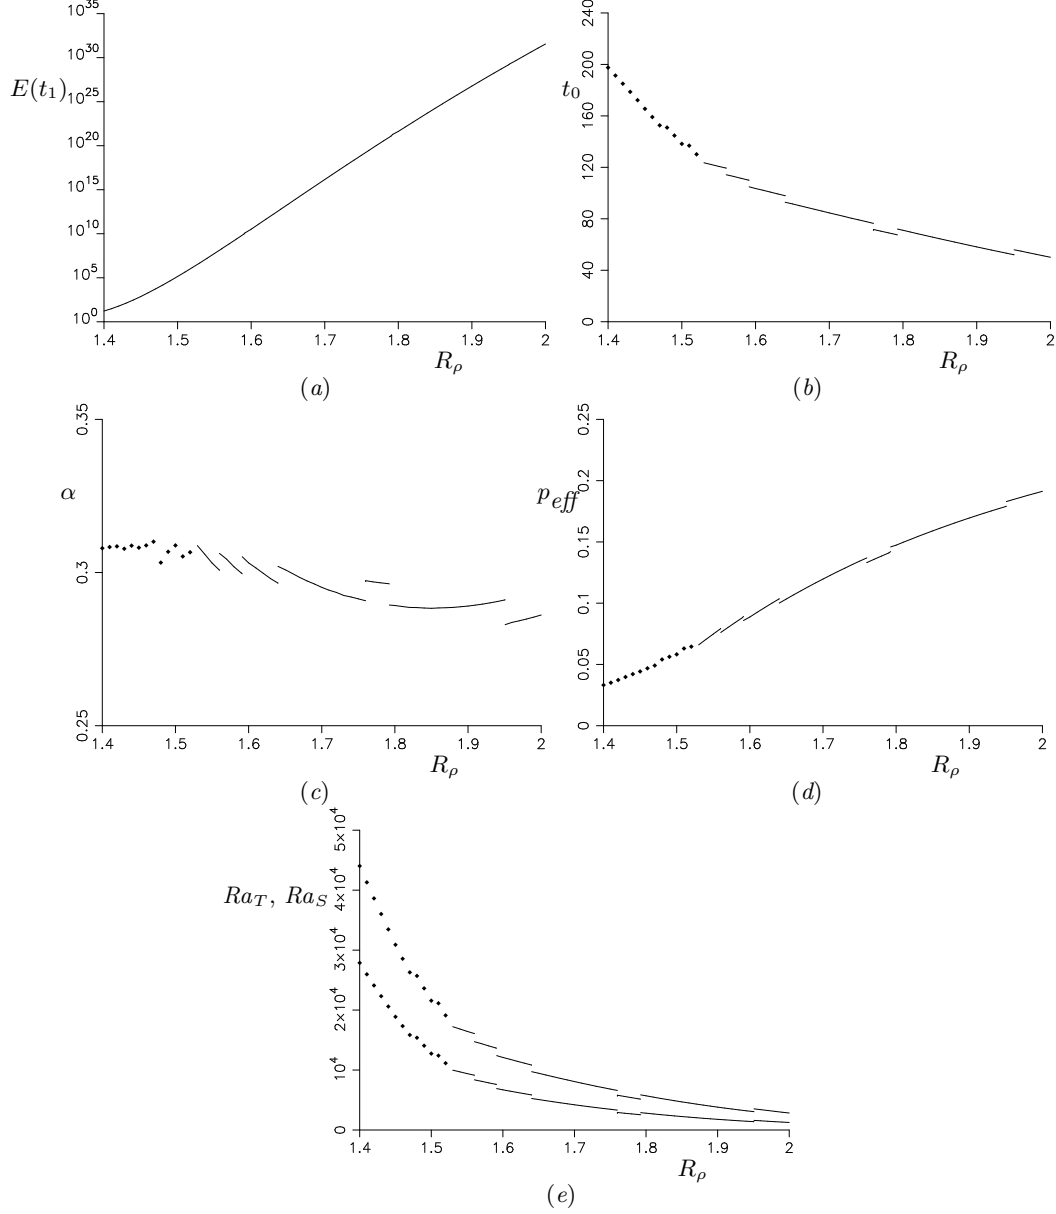 10^35
10^30
10^25
10^20
10^15
10^10
10^5
10^0
E(t_1)
1.4 1.5 1.6 1.7 1.8 1.9 2
R_ρ
(a)
240
200
160
120
80
40
0
t_0
1.4 1.5 1.6 1.7 1.8 1.9 2
R_ρ
(b)
0.35
0.3
0.25
α
1.4 1.5 1.6 1.7 1.8 1.9 2
R_ρ
(c)
0.25
0.2
0.15
0.1
0.05
0
p_eff
1.4 1.5 1.6 1.7 1.8 1.9 2
R_ρ
(d)
5×10^4
4×10^4
3×10^4
2×10^4
10^4
0
Ra_T, Ra_S
1.4 1.5 1.6 1.7 1.8 1.9 2
R_ρ
(e)